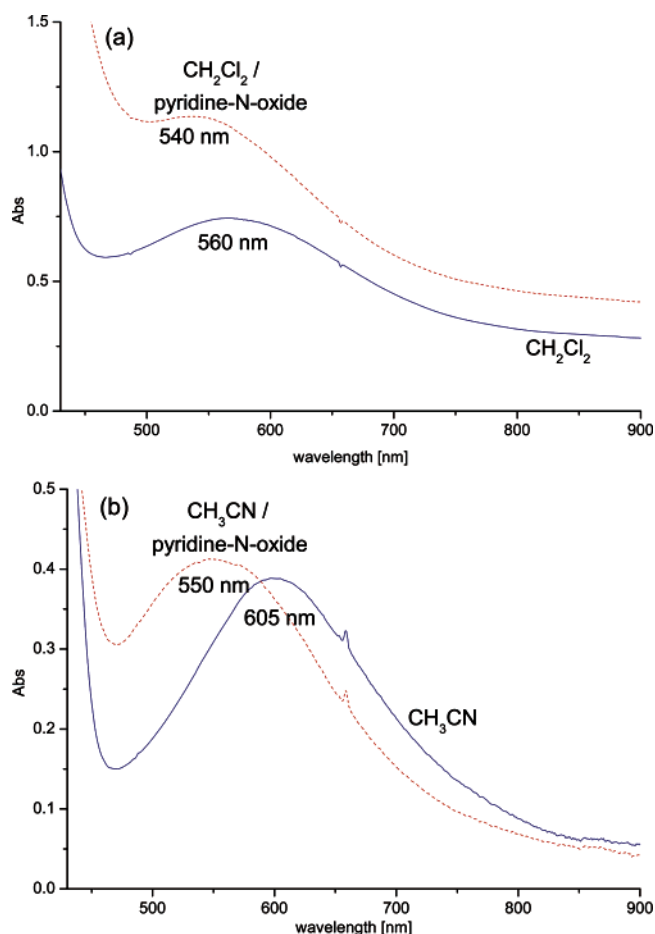 (a)
CH₂Cl₂ /
pyridine-N-oxide
540 nm
560 nm
CH₂Cl₂
Abs
1.5
1.0
0.5
0.0
500 600 700 800 900
wavelength [nm]
(b)
CH₃CN /
pyridine-N-oxide
550 nm
605 nm
CH₃CN
Abs
0.5
0.4
0.3
0.2
0.1
0.0
500 600 700 800 900
wavelength [nm]